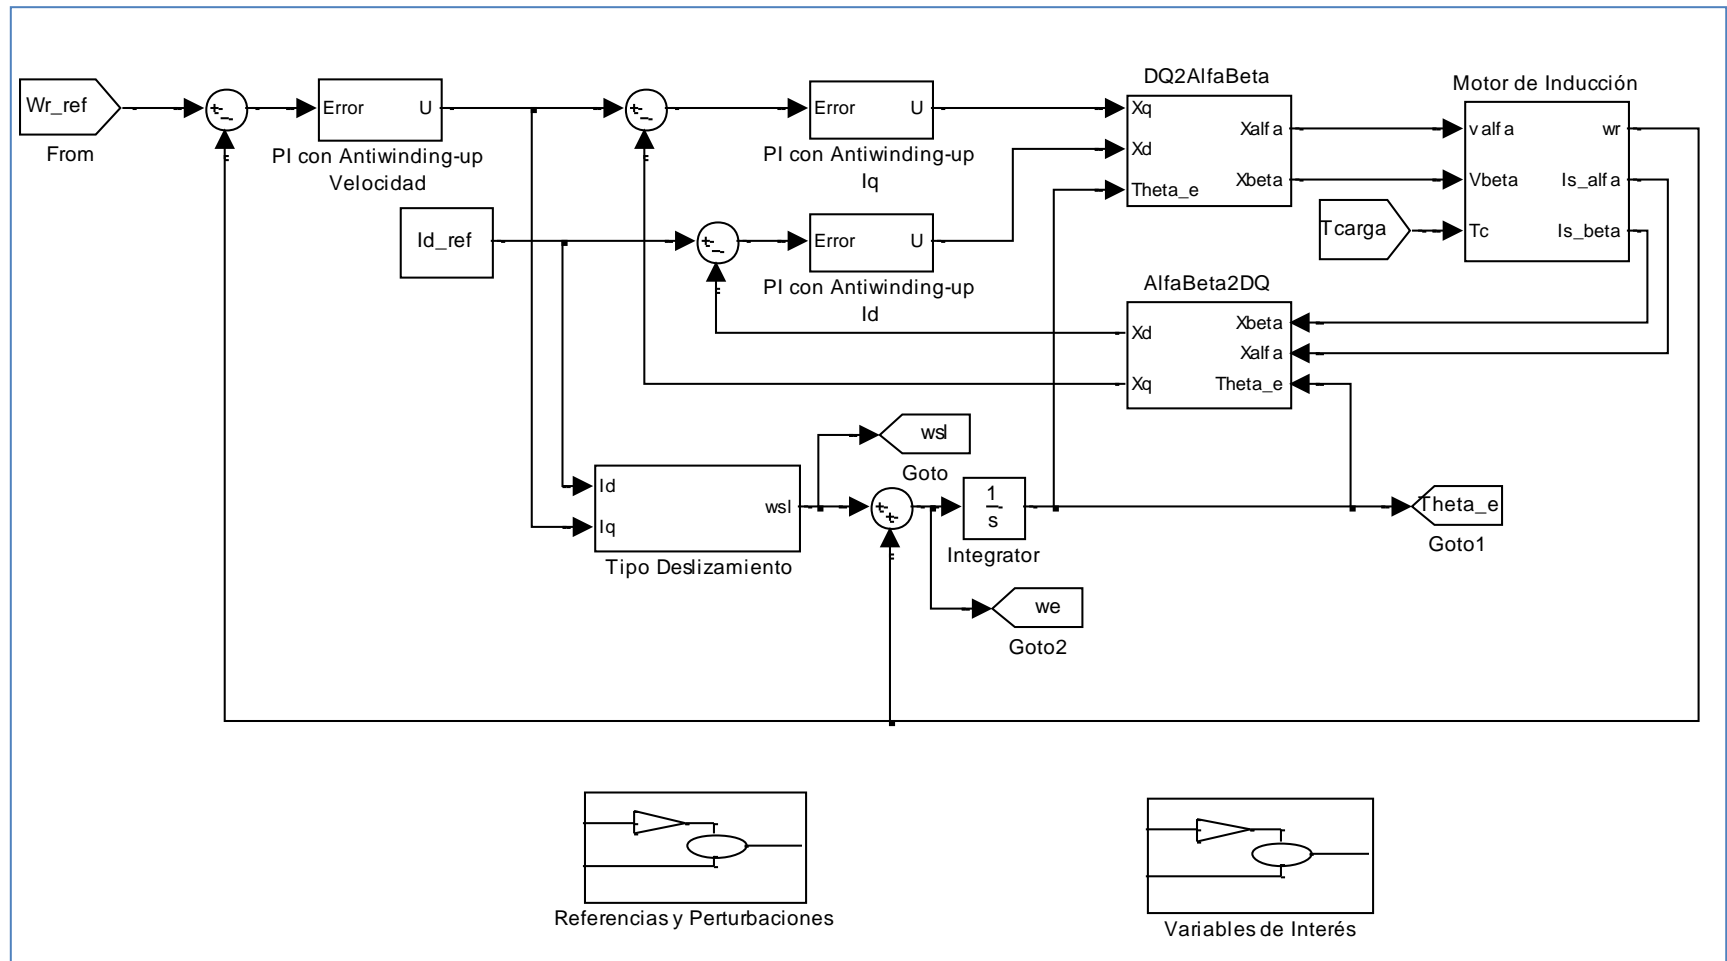 Wr_ref
From
+
-
Error
U
PI con Antiwinding-up
Velocidad
+
-
Error
U
PI con Antiwinding-up
Iq
DQ2AlfaBeta
Xq
Xd
Theta_e
Xalfa
Xbeta
Motor de Inducción
valfa
Vbeta
Tc
wr
Is_alfa
Is_beta
Tcarga
Id_ref
+
-
Error
U
PI con Antiwinding-up
Id
AlfaBeta2DQ
Xd
Xq
Xbeta
Xalfa
Theta_e
wsl
Goto
Id
Iq
wsl
Tipo Deslizamiento
+
+
1
s
Integrator
Theta_e
Goto1
we
Goto2
Referencias y Perturbaciones
Variables de Interés